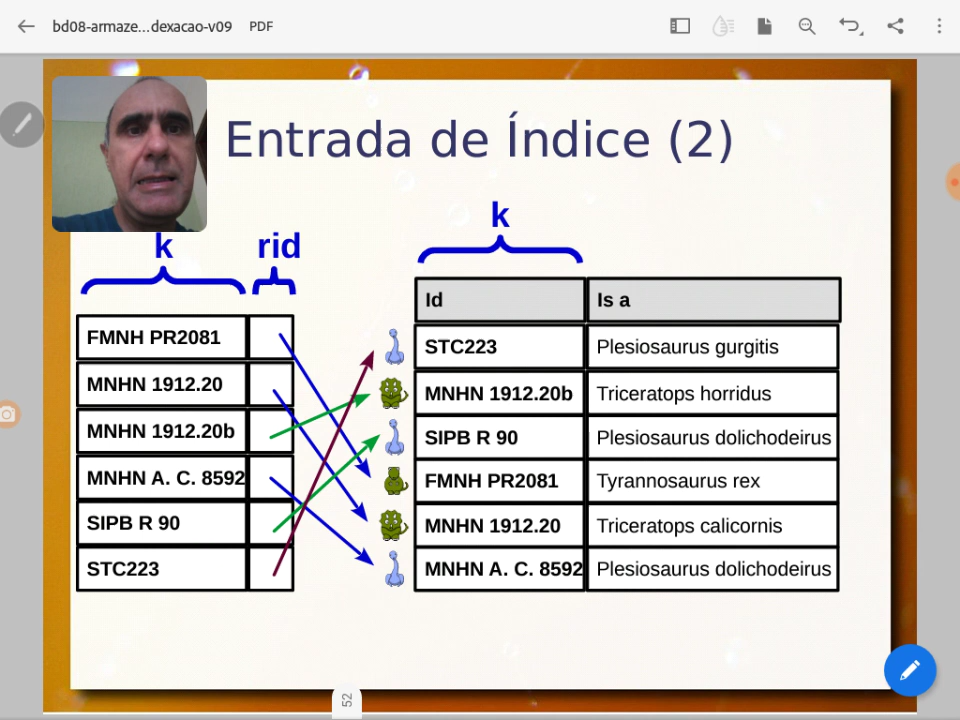 bd08-armaze...dexacao-v09 PDF
Entrada de Índice (2)
k
k rid
Id Is a
FMNH PR2081
MNHN 1912.20
MNHN 1912.20b
MNHN A. C. 8592
SIPB R 90
STC223
STC223 Plesiosaurus gurgitis
MNHN 1912.20b Triceratops horridus
SIPB R 90 Plesiosaurus dolichodeirus
FMNH PR2081 Tyrannosaurus rex
MNHN 1912.20 Triceratops calicornis
MNHN A. C. 8592 Plesiosaurus dolichodeirus
52